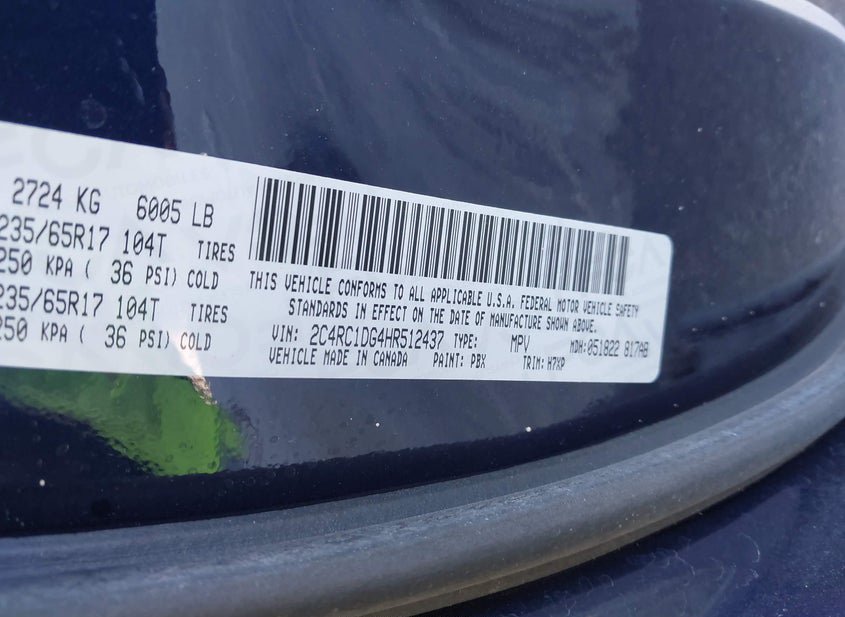 2724 KG 6005 LB
235/65R17 104T TIRES
250 KPA ( 36 PSI) COLD
235/65R17 104T TIRES
250 KPA ( 36 PSI) COLD
THIS VEHICLE CONFORMS TO ALL APPLICABLE U.S.A. FEDERAL MOTOR VEHICLE SAFETY
STANDARDS IN EFFECT ON THE DATE OF MANUFACTURE SHOWN ABOVE.
VIN: 2C4RC1DG4HR512437 TYPE: MPV MDH:051822 817AB
VEHICLE MADE IN CANADA PAINT: PBX TRIM: H7XP